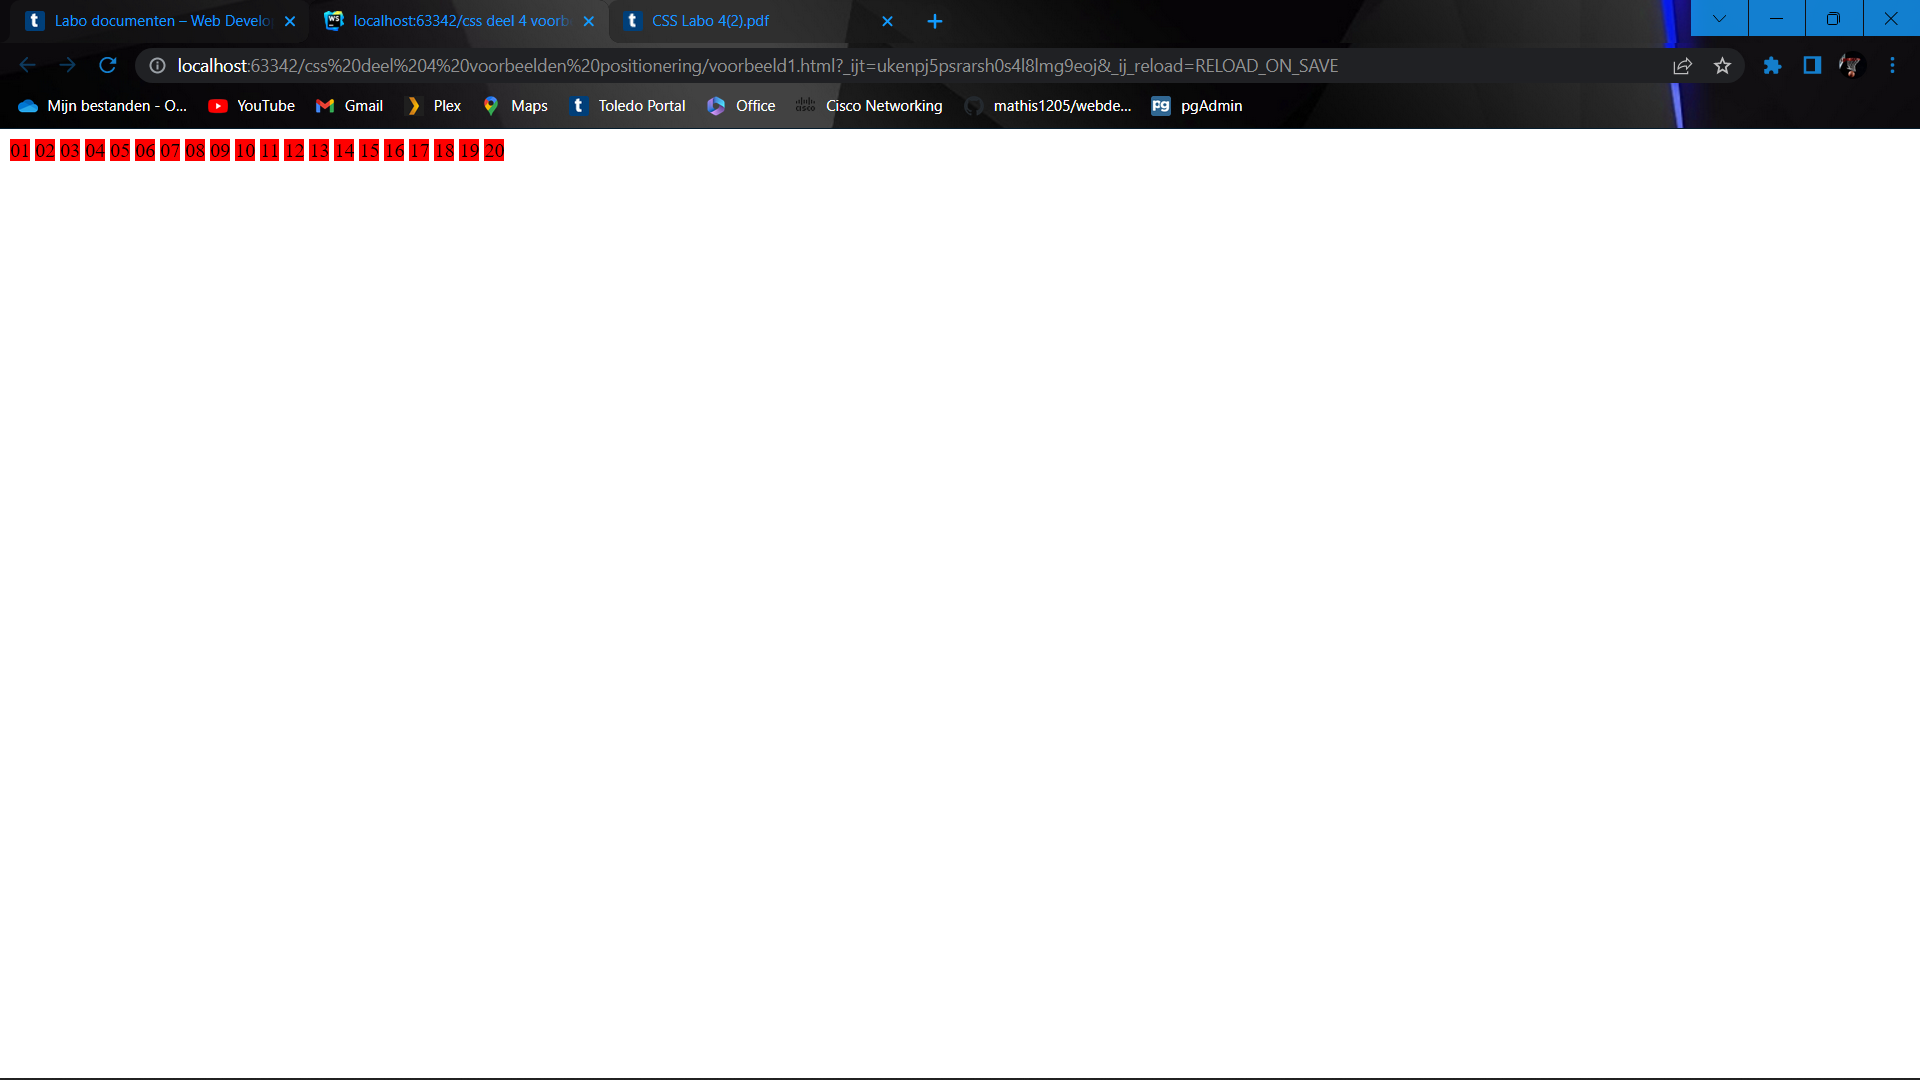 Labo documenten – Web Develo
localhost:63342/css deel 4 voorb
CSS Labo 4(2).pdf
localhost:63342/css%20deel%204%20voorbeelden%20positionering/voorbeeld1.html?_ijt=ukenpj5psrarsh0s4l8lmg9eoj&_ij_reload=RELOAD_ON_SAVE
Mijn bestanden - O... YouTube Gmail Plex Maps Toledo Portal Office Cisco Networking mathis1205/webde... pgAdmin
01 02 03 04 05 06 07 08 09 10 11 12 13 14 15 16 17 18 19 20